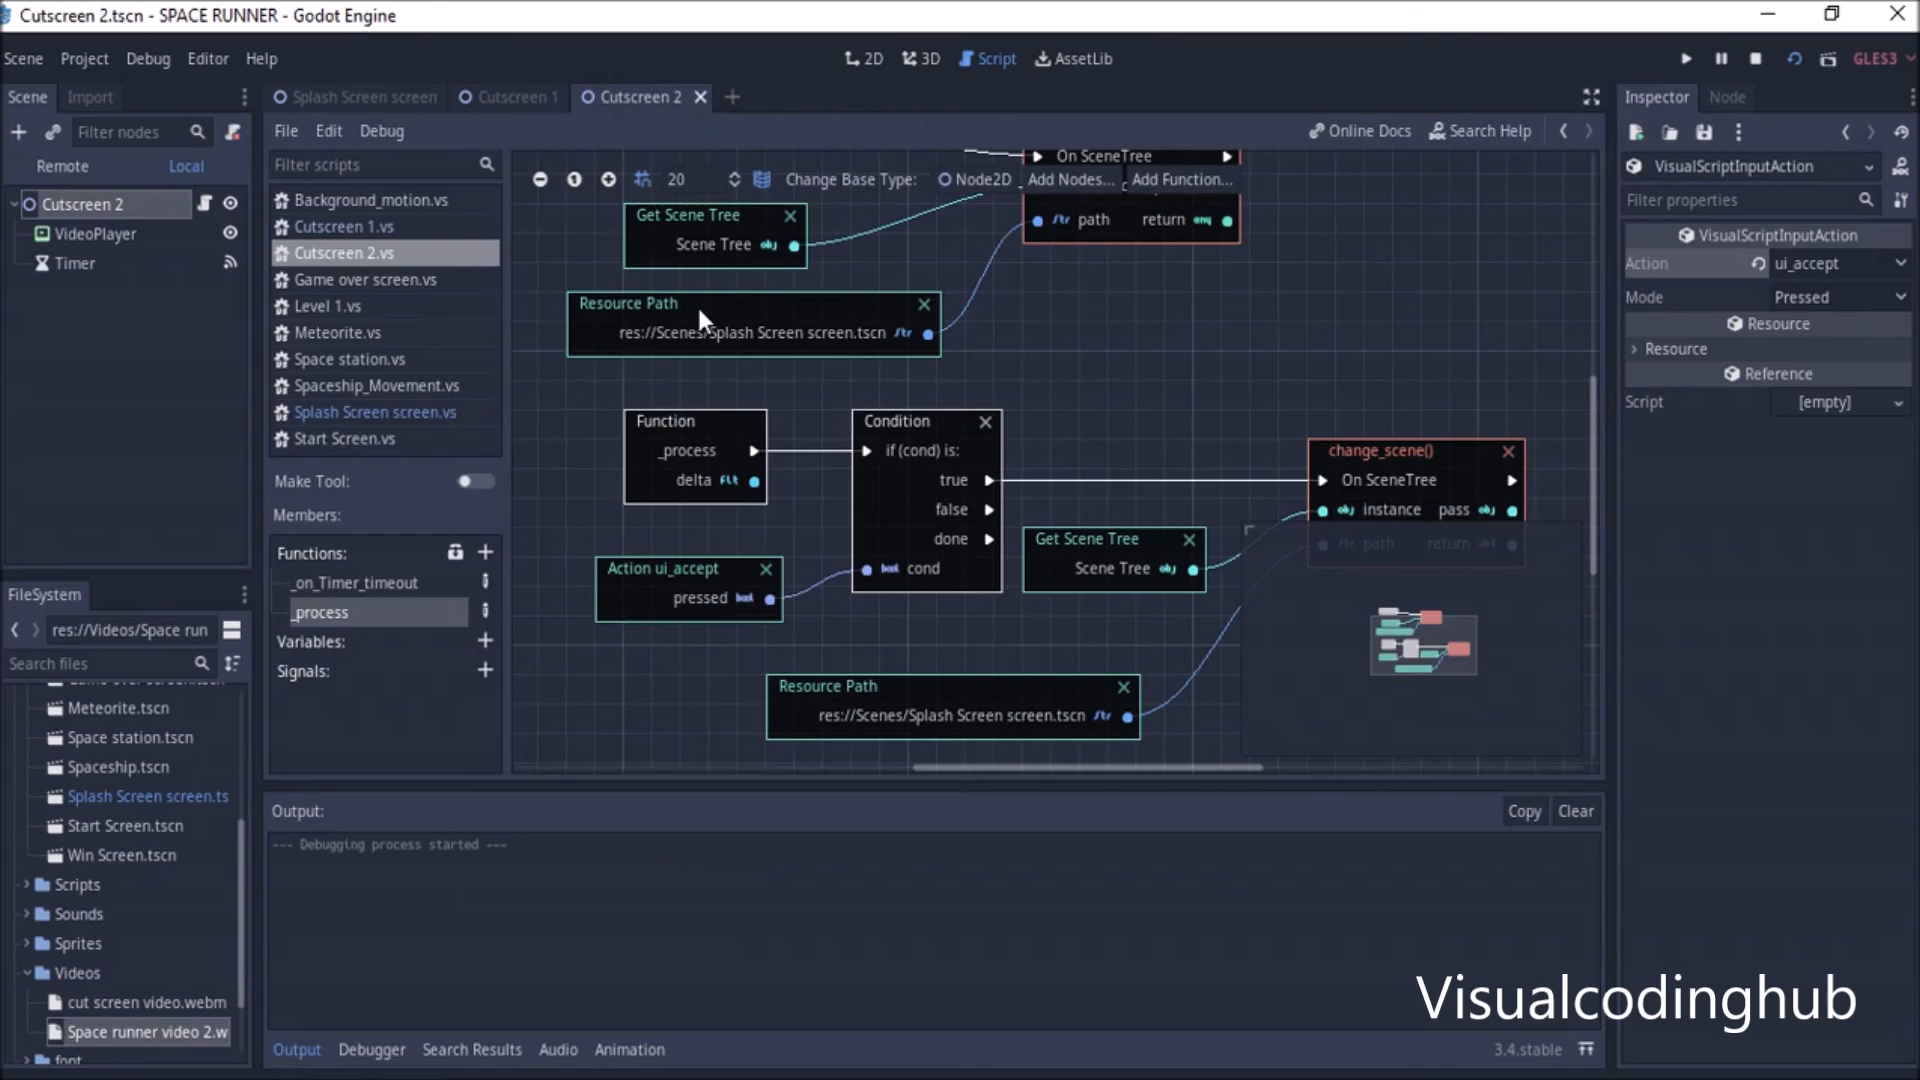 Cutscreen 2.tscn - SPACE RUNNER - Godot Engine
Scene Project Debug Editor Help
2D 3D Script AssetLib
GLES3
Scene Import
Splash Screen screen Cutscreen 1 Cutscreen 2
Inspector Node
Filter nodes
File Edit Debug
Online Docs Search Help
Remote Local
Filter scripts
Cutscreen 2
VideoPlayer
Timer
Background_motion.vs
Cutscreen 1.vs
Cutscreen 2.vs
Game over screen.vs
Level 1.vs
Meteorite.vs
Space station.vs
Spaceship_Movement.vs
Splash Screen screen.vs
Start Screen.vs
Make Tool:
Members:
Functions:
_on_Timer_timeout
_process
Variables:
Signals:
20 Change Base Type: Node2D Add Nodes... Add Function...
On SceneTree
path return
Get Scene Tree
Scene Tree obj
Resource Path
res://Scenes/Splash Screen screen.tscn
Function
_process
delta
Condition
if (cond) is:
true
false
done
bool cond
Action ui_accept
pressed bool
Get Scene Tree
Scene Tree obj
change_scene()
On SceneTree
obj instance pass obj
path return
Resource Path
res://Scenes/Splash Screen screen.tscn
VisualScriptInputAction
Filter properties
VisualScriptInputAction
Action ui_accept
Mode Pressed
Resource
Resource
Reference
Script [empty]
FileSystem
res://Videos/Space run
Search files
Meteorite.tscn
Space station.tscn
Spaceship.tscn
Splash Screen screen.ts
Start Screen.tscn
Win Screen.tscn
Scripts
Sounds
Sprites
Videos
cut screen video.webm
Space runner video 2.w
font
Output: Copy Clear
--- Debugging process started ---
Output Debugger Search Results Audio Animation 3.4.stable
Visualcodinghub